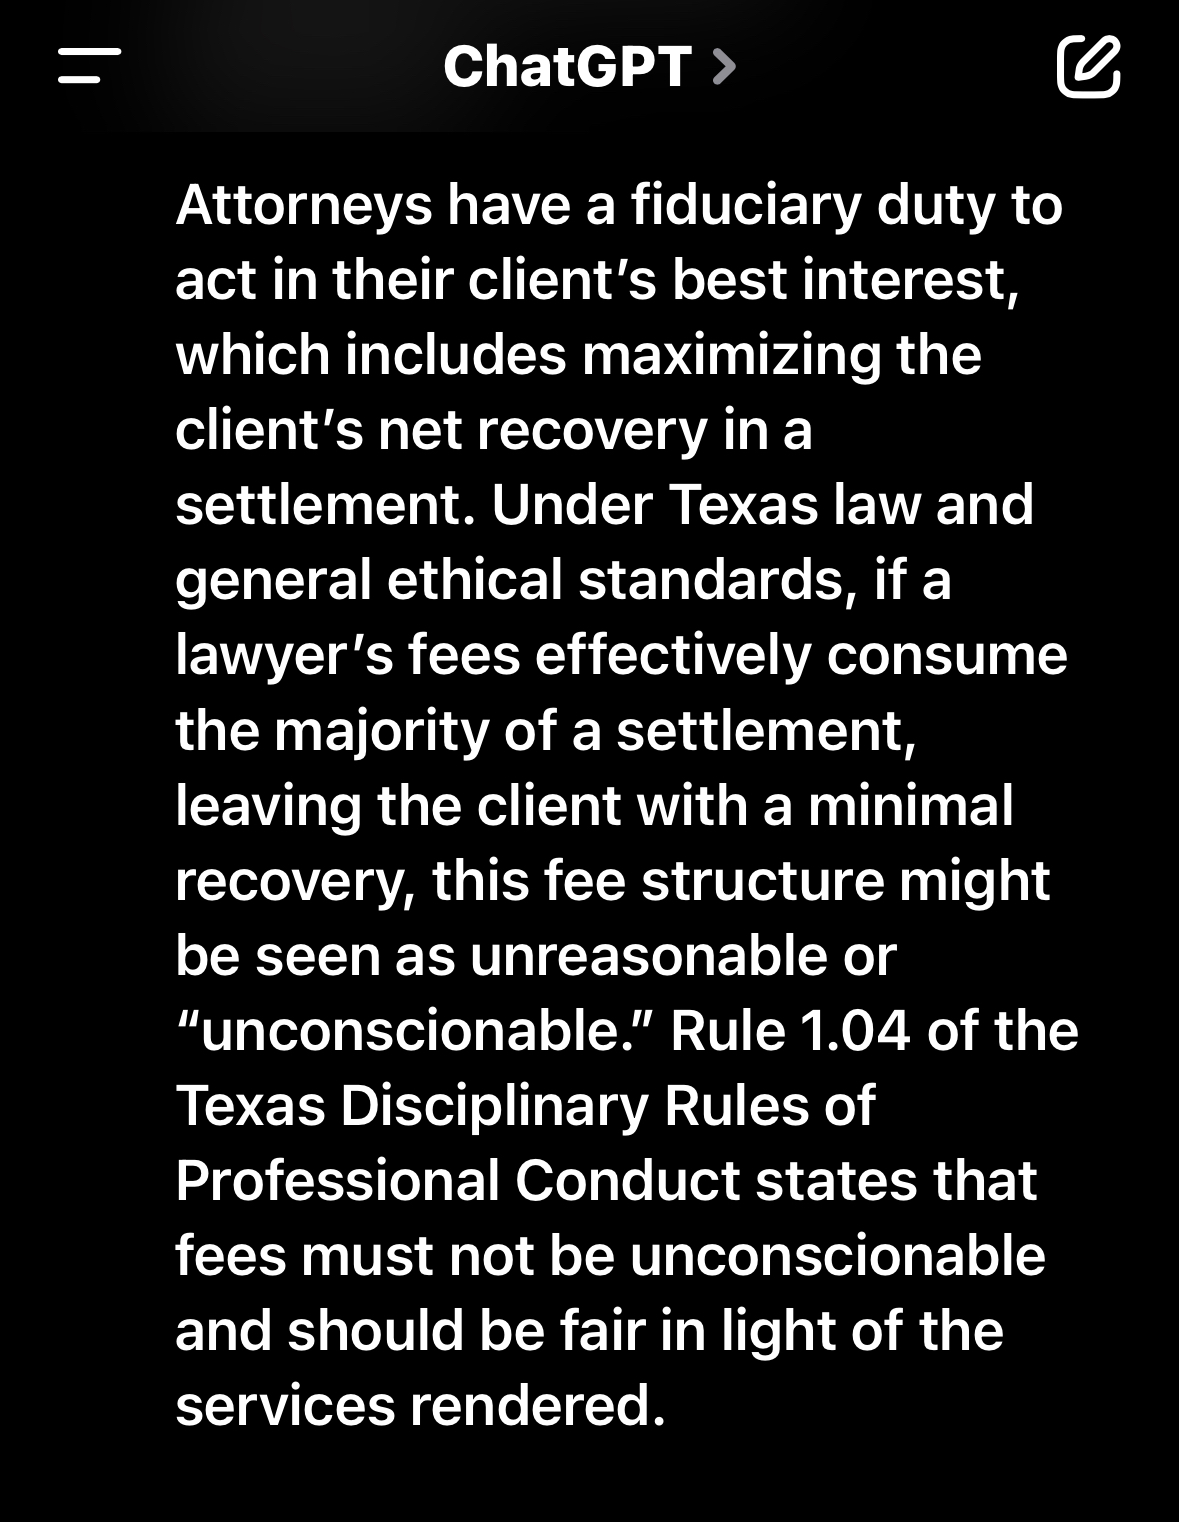 ChatGPT >
Attorneys have a fiduciary duty to
act in their client’s best interest,
which includes maximizing the
client’s net recovery in a
settlement. Under Texas law and
general ethical standards, if a
lawyer’s fees effectively consume
the majority of a settlement,
leaving the client with a minimal
recovery, this fee structure might
be seen as unreasonable or
“unconscionable.” Rule 1.04 of the
Texas Disciplinary Rules of
Professional Conduct states that
fees must not be unconscionable
and should be fair in light of the
services rendered.